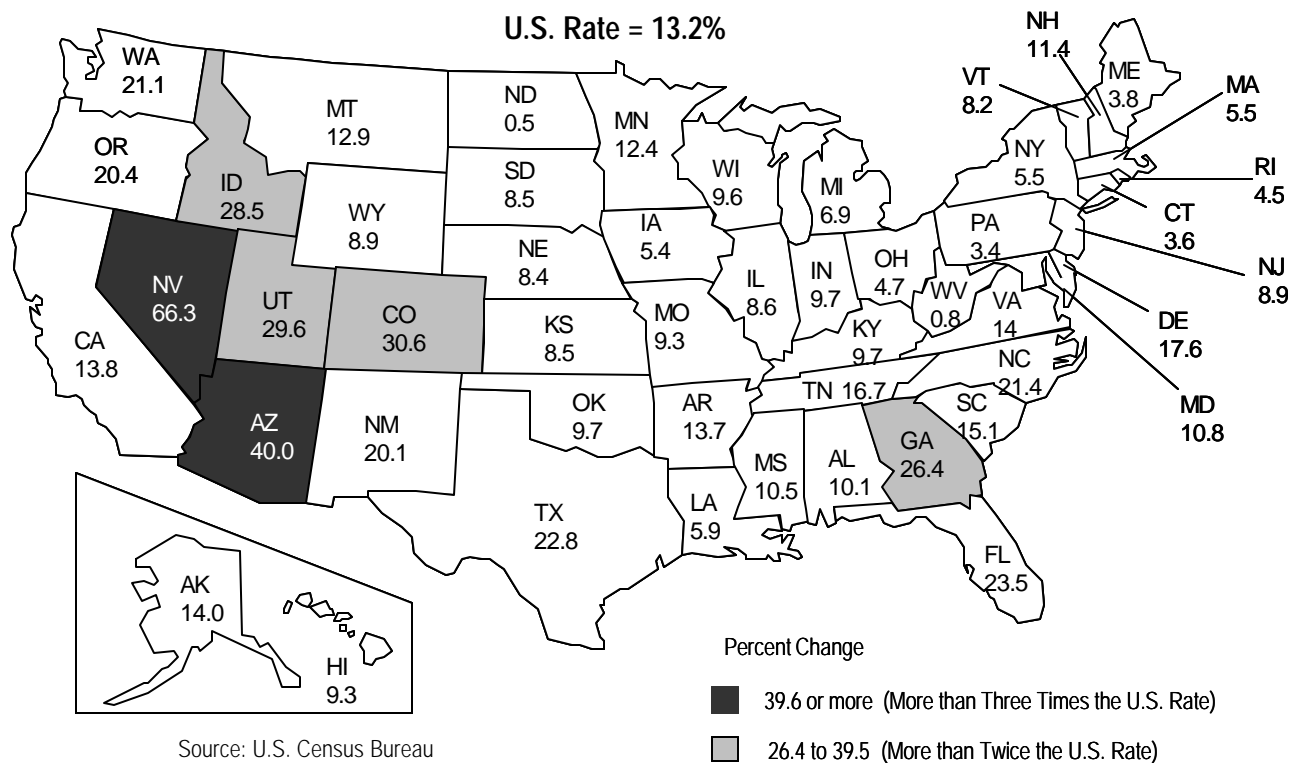 U.S. Rate = 13.2%
NH
11.4
WA
21.1
VT
8.2
ME
3.8
MA
5.5
MT
12.9
ND
0.5
MN
12.4
OR
20.4
NY
5.5
RI
4.5
ID
28.5
SD
8.5
WI
9.6
MI
6.9
CT
3.6
WY
8.9
IA
5.4
PA
3.4
NJ
8.9
NV
66.3
NE
8.4
IL
8.6
IN
9.7
OH
4.7
WV
0.8
VA
14
DE
17.6
UT
29.6
CO
30.6
KS
8.5
MO
9.3
KY
9.7
CA
13.8
NC
21.4
MD
10.8
TN 16.7
AZ
40.0
NM
20.1
OK
9.7
AR
13.7
SC
15.1
GA
26.4
MS
10.5
AL
10.1
TX
22.8
LA
5.9
FL
23.5
AK
14.0
HI
9.3
Percent Change
39.6 or more (More than Three Times the U.S. Rate)
26.4 to 39.5 (More than Twice the U.S. Rate)
Source: U.S. Census Bureau